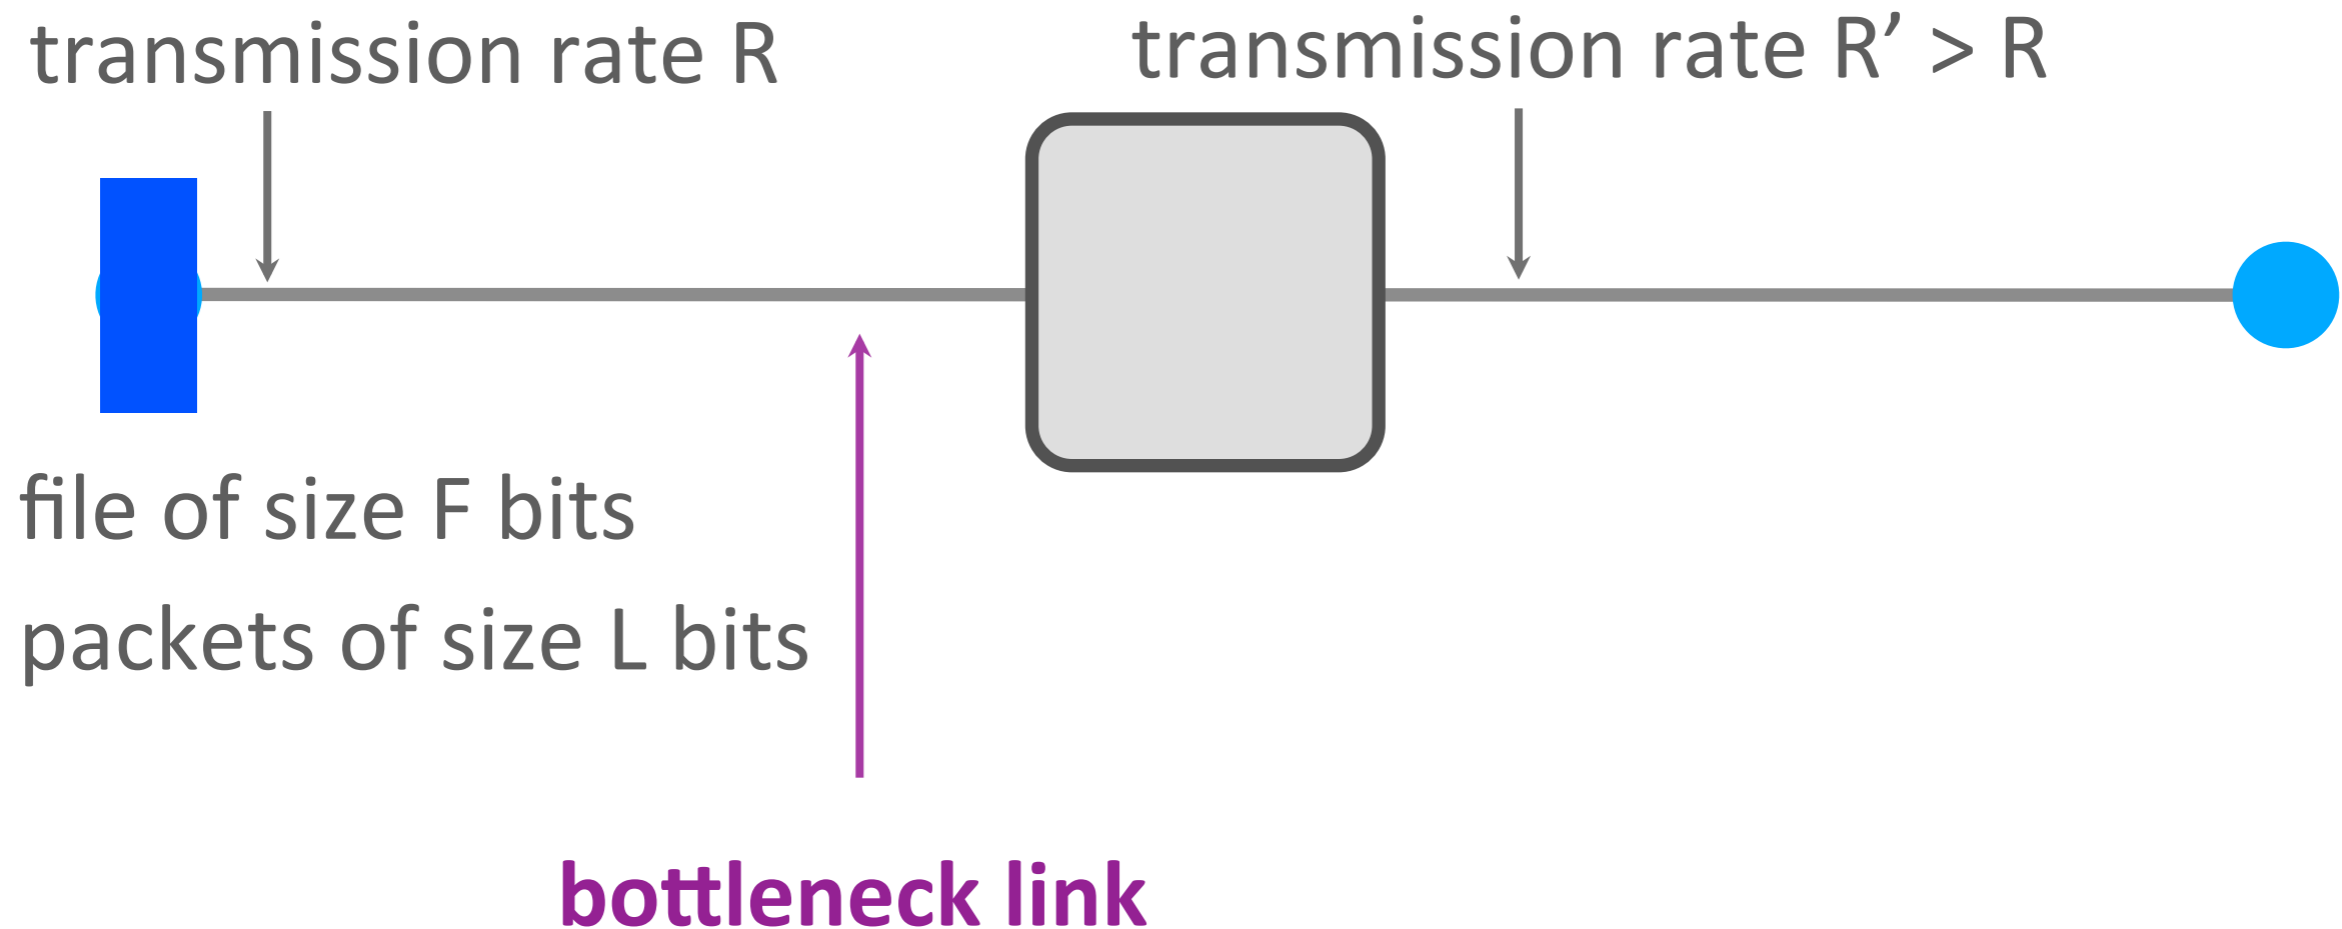 transmission rate R
transmission rate R’ > R
file of size F bits
packets of size L bits
bottleneck link